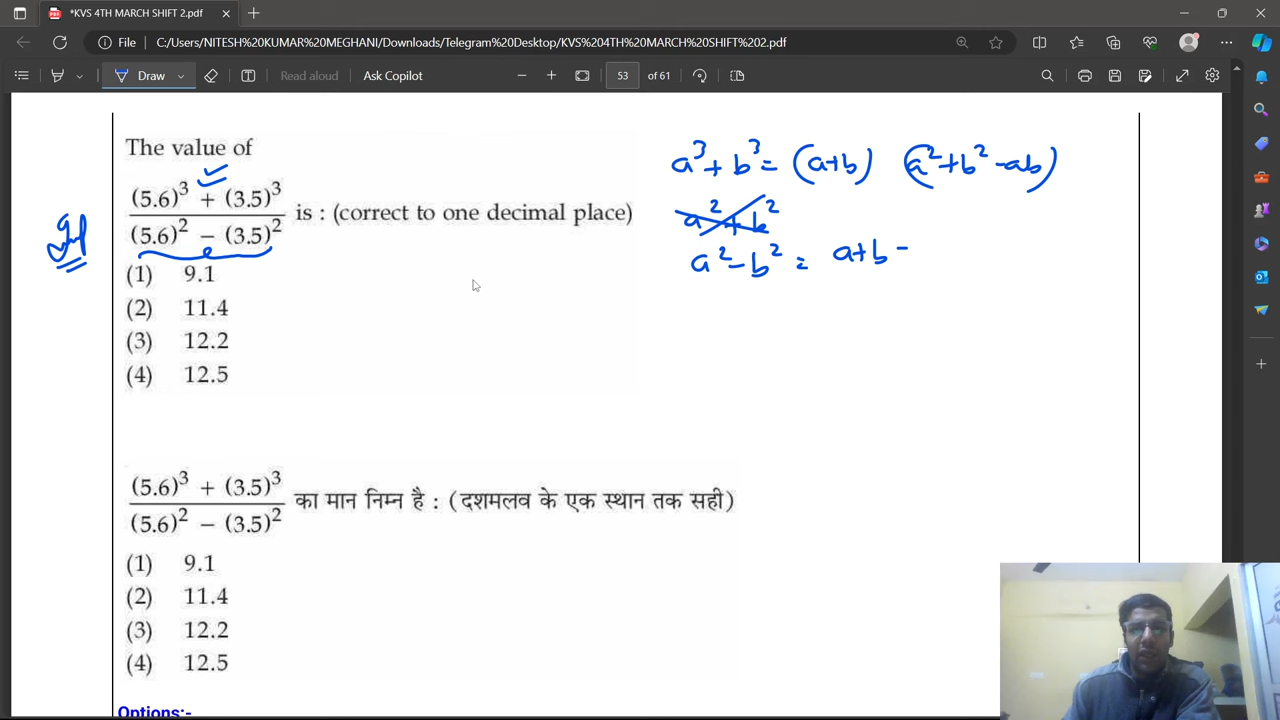 *KVS 4TH MARCH SHIFT 2.pdf
File C:/Users/NITESH%20KUMAR%20MEGHANI/Downloads/Telegram%20Desktop/KVS%204TH%20MARCH%20SHIFT%202.pdf
Draw Read aloud Ask Copilot 53 of 61
The value of
(5.6)³ + (3.5)³
(5.6)² − (3.5)²
is : (correct to one decimal place)
(1) 9.1
(2) 11.4
(3) 12.2
(4) 12.5
a³ + b³ = (a+b) (a² + b² - ab)
a² + b²
a² - b² = a+b -
(5.6)³ + (3.5)³
(5.6)² − (3.5)²
का मान निम्न है : (दशमलव के एक स्थान तक सही)
(1) 9.1
(2) 11.4
(3) 12.2
(4) 12.5
Options:-